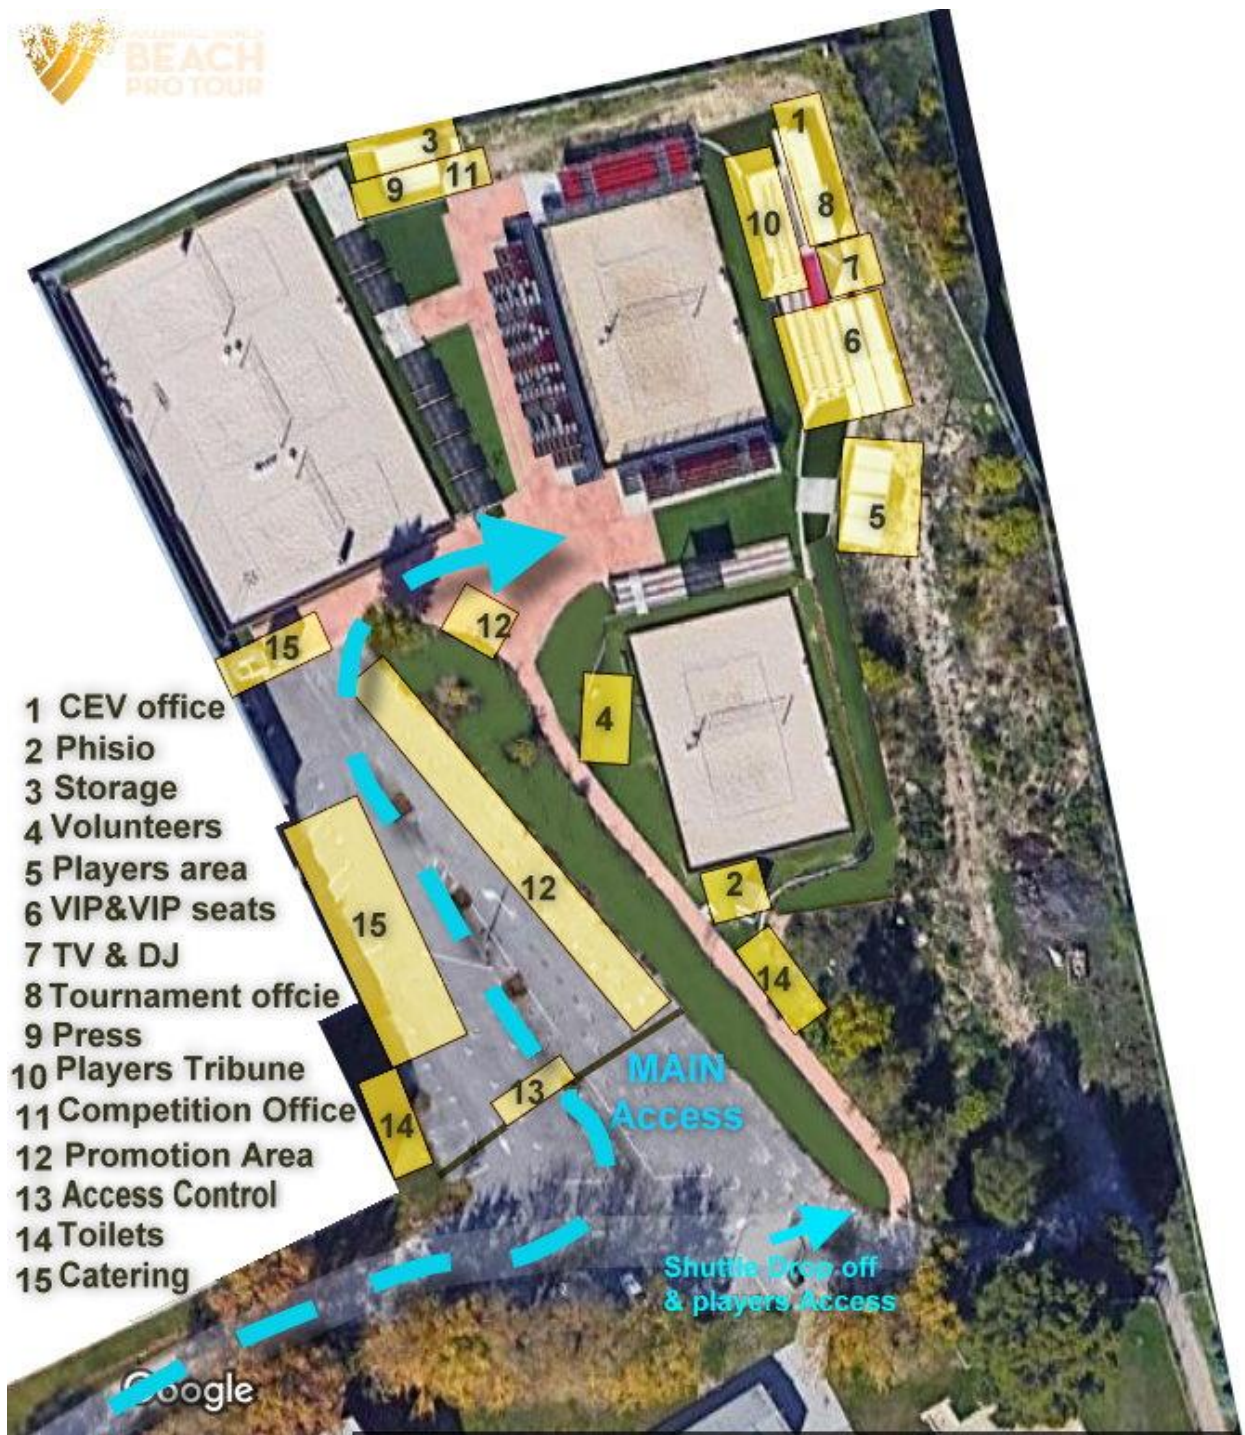 VOLLEYBALL WORLD
BEACH
PRO TOUR
1
3
11
9
10
8
7
6
5
12
15
4
12
2
15
14
13
MAIN
Access
14
Shuttle Drop off
& players Access
1 CEV office
2 Phisio
3 Storage
4 Volunteers
5 Players area
6 VIP&VIP seats
7 TV & DJ
8 Tournament offcie
9 Press
10 Players Tribune
11 Competition Office
12 Promotion Area
13 Access Control
14 Toilets
15 Catering
Google